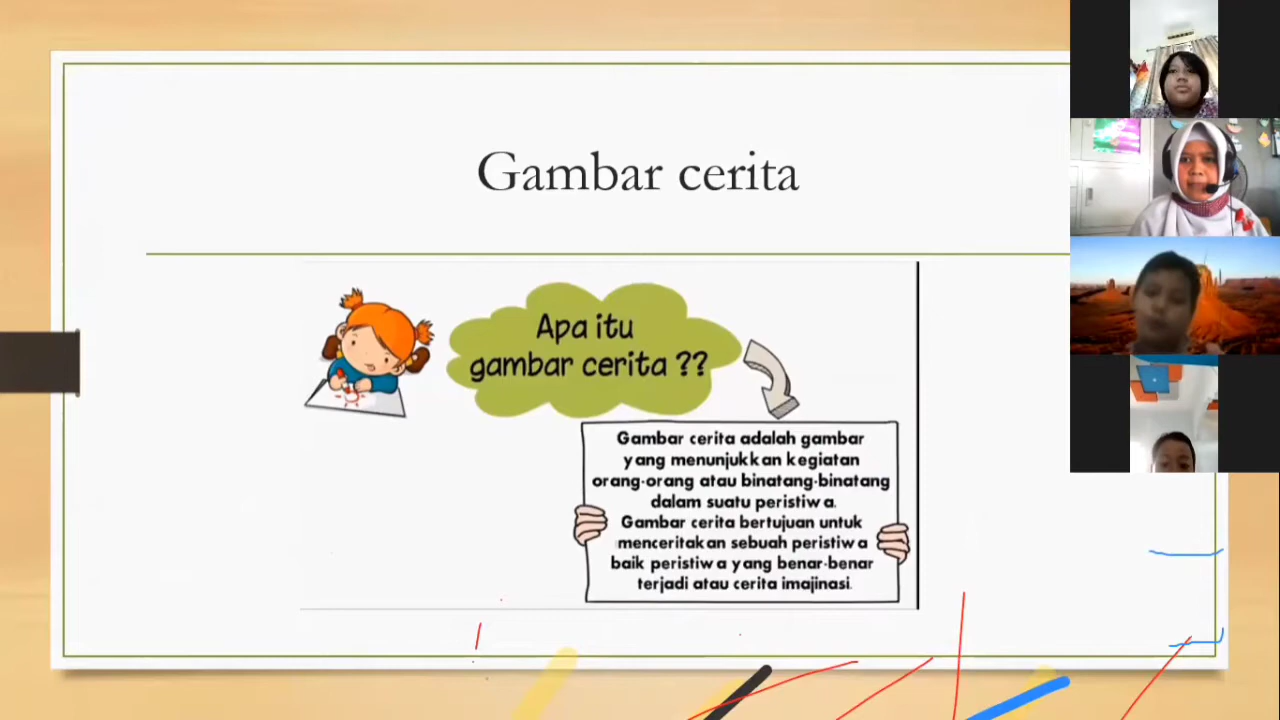 Gambar cerita
Apa itu
gambar cerita ??
Gambar cerita adalah gambar
yang menunjukkan kegiatan
orang-orang atau binatang-binatang
dalam suatu peristiwa.
Gambar cerita bertujuan untuk
menceritakan sebuah peristiwa
baik peristiwa yang benar-benar
terjadi atau cerita imajinasi.